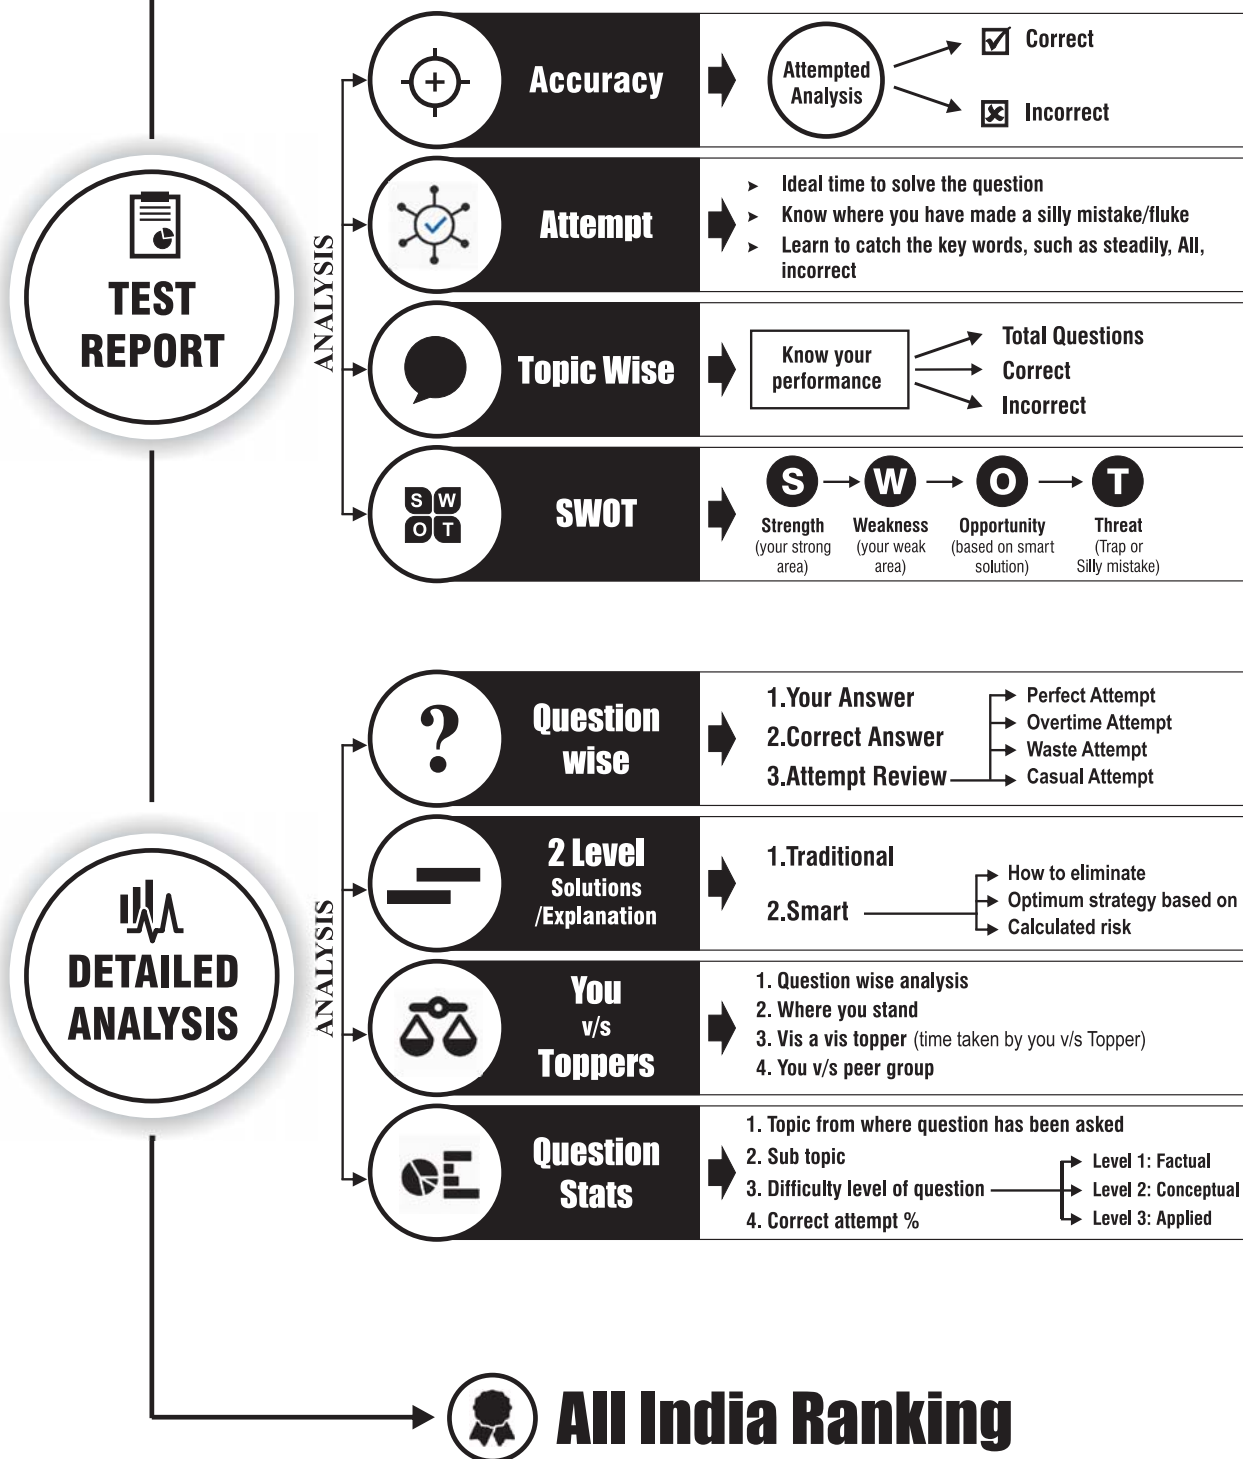 TEST
REPORT
ANALYSIS
Accuracy
Attempted
Analysis
Correct
Incorrect
Attempt
➤ Ideal time to solve the question
➤ Know where you have made a silly mistake/fluke
➤ Learn to catch the key words, such as steadily, All,
incorrect
Topic Wise
Know your
performance
Total Questions
Correct
Incorrect
S W
O T
SWOT
S W O T
Strength Weakness Opportunity Threat
(your strong (your weak (based on smart (Trap or
area) area) solution) Silly mistake)
DETAILED
ANALYSIS
ANALYSIS
?
Question
wise
1.Your Answer
2.Correct Answer
3.Attempt Review
Perfect Attempt
Overtime Attempt
Waste Attempt
Casual Attempt
2 Level
Solutions
/Explanation
1.Traditional
2.Smart
How to eliminate
Optimum strategy based on
Calculated risk
You
v/s
Toppers
1. Question wise analysis
2. Where you stand
3. Vis a vis topper (time taken by you v/s Topper)
4. You v/s peer group
Question
Stats
1. Topic from where question has been asked
2. Sub topic
3. Difficulty level of question
4. Correct attempt %
Level 1: Factual
Level 2: Conceptual
Level 3: Applied
All India Ranking